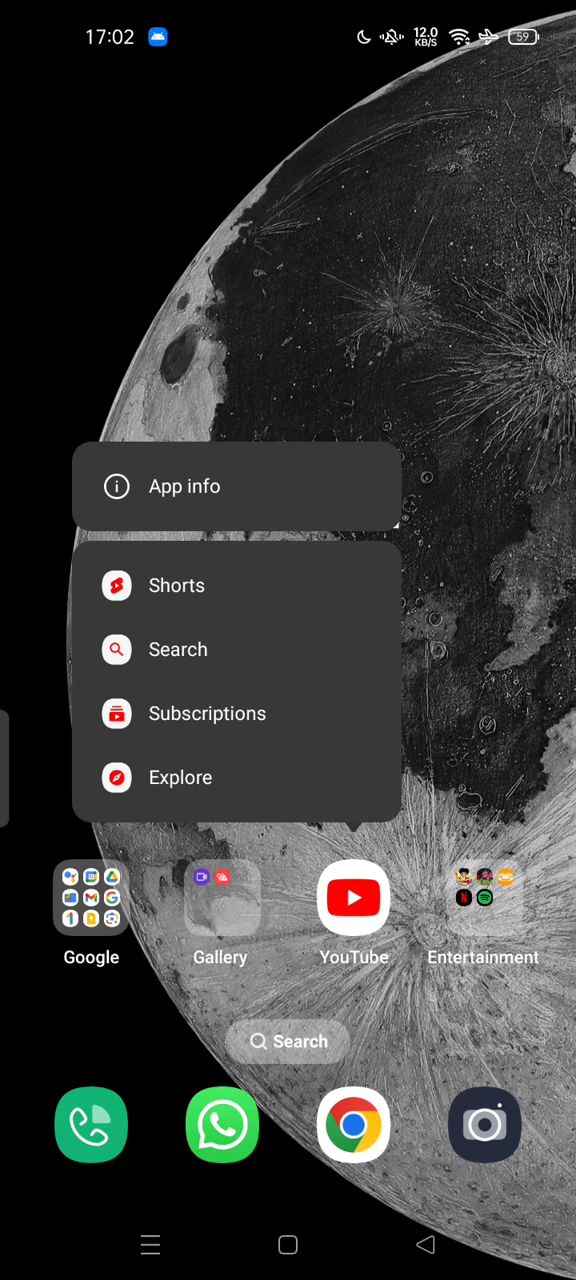 17:02
12.0
KB/S
59
App info
Shorts
Search
Subscriptions
Explore
Google
Gallery
YouTube
Entertainment
Search